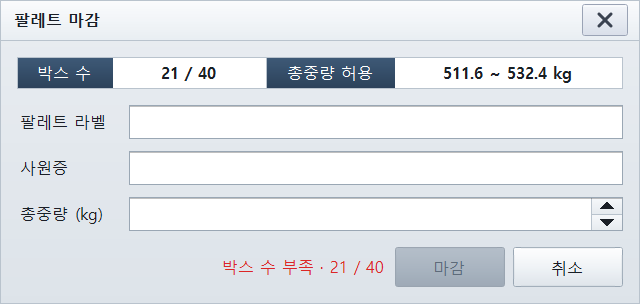 팔레트 마감
박스 수 21 / 40 총중량 허용 511.6 ~ 532.4 kg
팔레트 라벨
사원증
총중량 (kg)
박스 수 부족 · 21 / 40 마감 취소